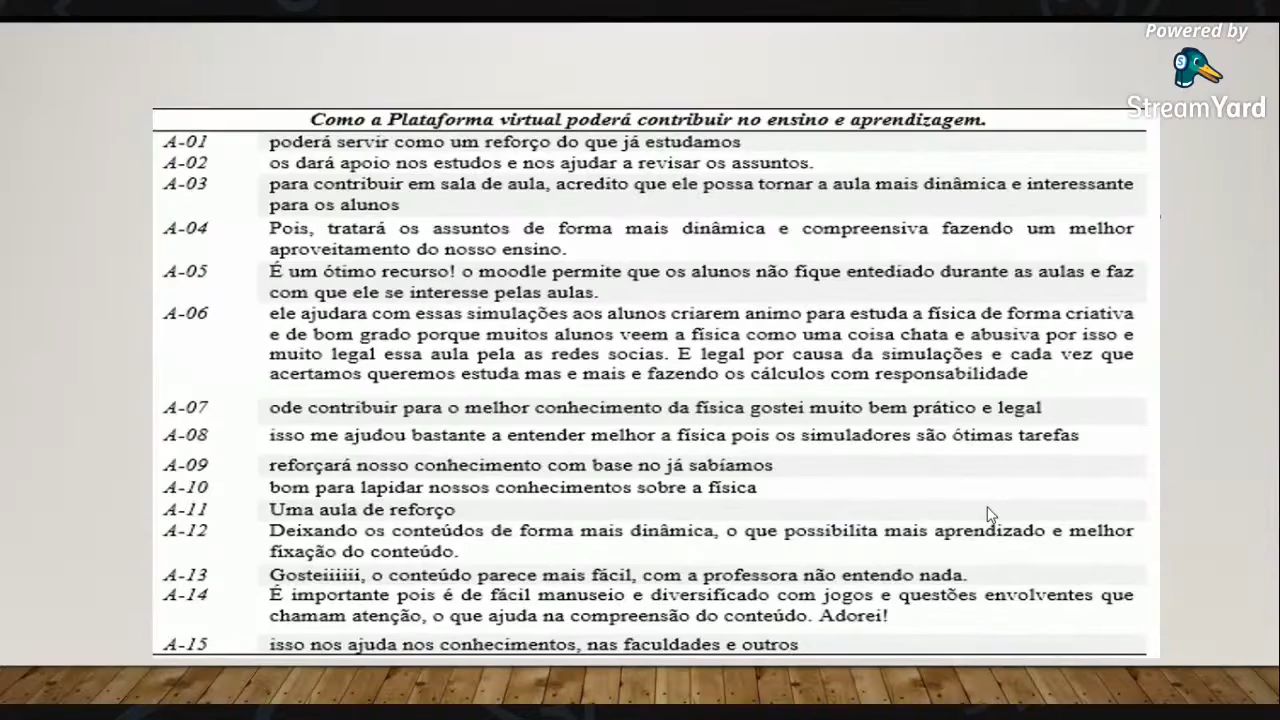 Powered by
StreamYard
Como a Plataforma virtual poderá contribuir no ensino e aprendizagem.
A-01 poderá servir como um reforço do que já estudamos
A-02 os dará apoio nos estudos e nos ajudar a revisar os assuntos.
A-03 para contribuir em sala de aula, acredito que ele possa tornar a aula mais dinâmica e interessante
para os alunos
A-04 Pois, tratará os assuntos de forma mais dinâmica e compreensiva fazendo um melhor
aproveitamento do nosso ensino.
A-05 É um ótimo recurso! o moodle permite que os alunos não fique entediado durante as aulas e faz
com que ele se interesse pelas aulas.
A-06 ele ajudara com essas simulações aos alunos criarem animo para estuda a física de forma criativa
e de bom grado porque muitos alunos veem a física como uma coisa chata e abusiva por isso e
muito legal essa aula pela as redes socias. E legal por causa da simulações e cada vez que
acertamos queremos estuda mas e mais e fazendo os cálculos com responsabilidade
A-07 ode contribuir para o melhor conhecimento da física gostei muito bem prático e legal
A-08 isso me ajudou bastante a entender melhor a física pois os simuladores são ótimas tarefas
A-09 reforçará nosso conhecimento com base no já sabíamos
A-10 bom para lapidar nossos conhecimentos sobre a física
A-11 Uma aula de reforço
A-12 Deixando os conteúdos de forma mais dinâmica, o que possibilita mais aprendizado e melhor
fixação do conteúdo.
A-13 Gosteiiiiii, o conteúdo parece mais fácil, com a professora não entendo nada.
A-14 É importante pois é de fácil manuseio e diversificado com jogos e questões envolventes que
chamam atenção, o que ajuda na compreensão do conteúdo. Adorei!
A-15 isso nos ajuda nos conhecimentos, nas faculdades e outros